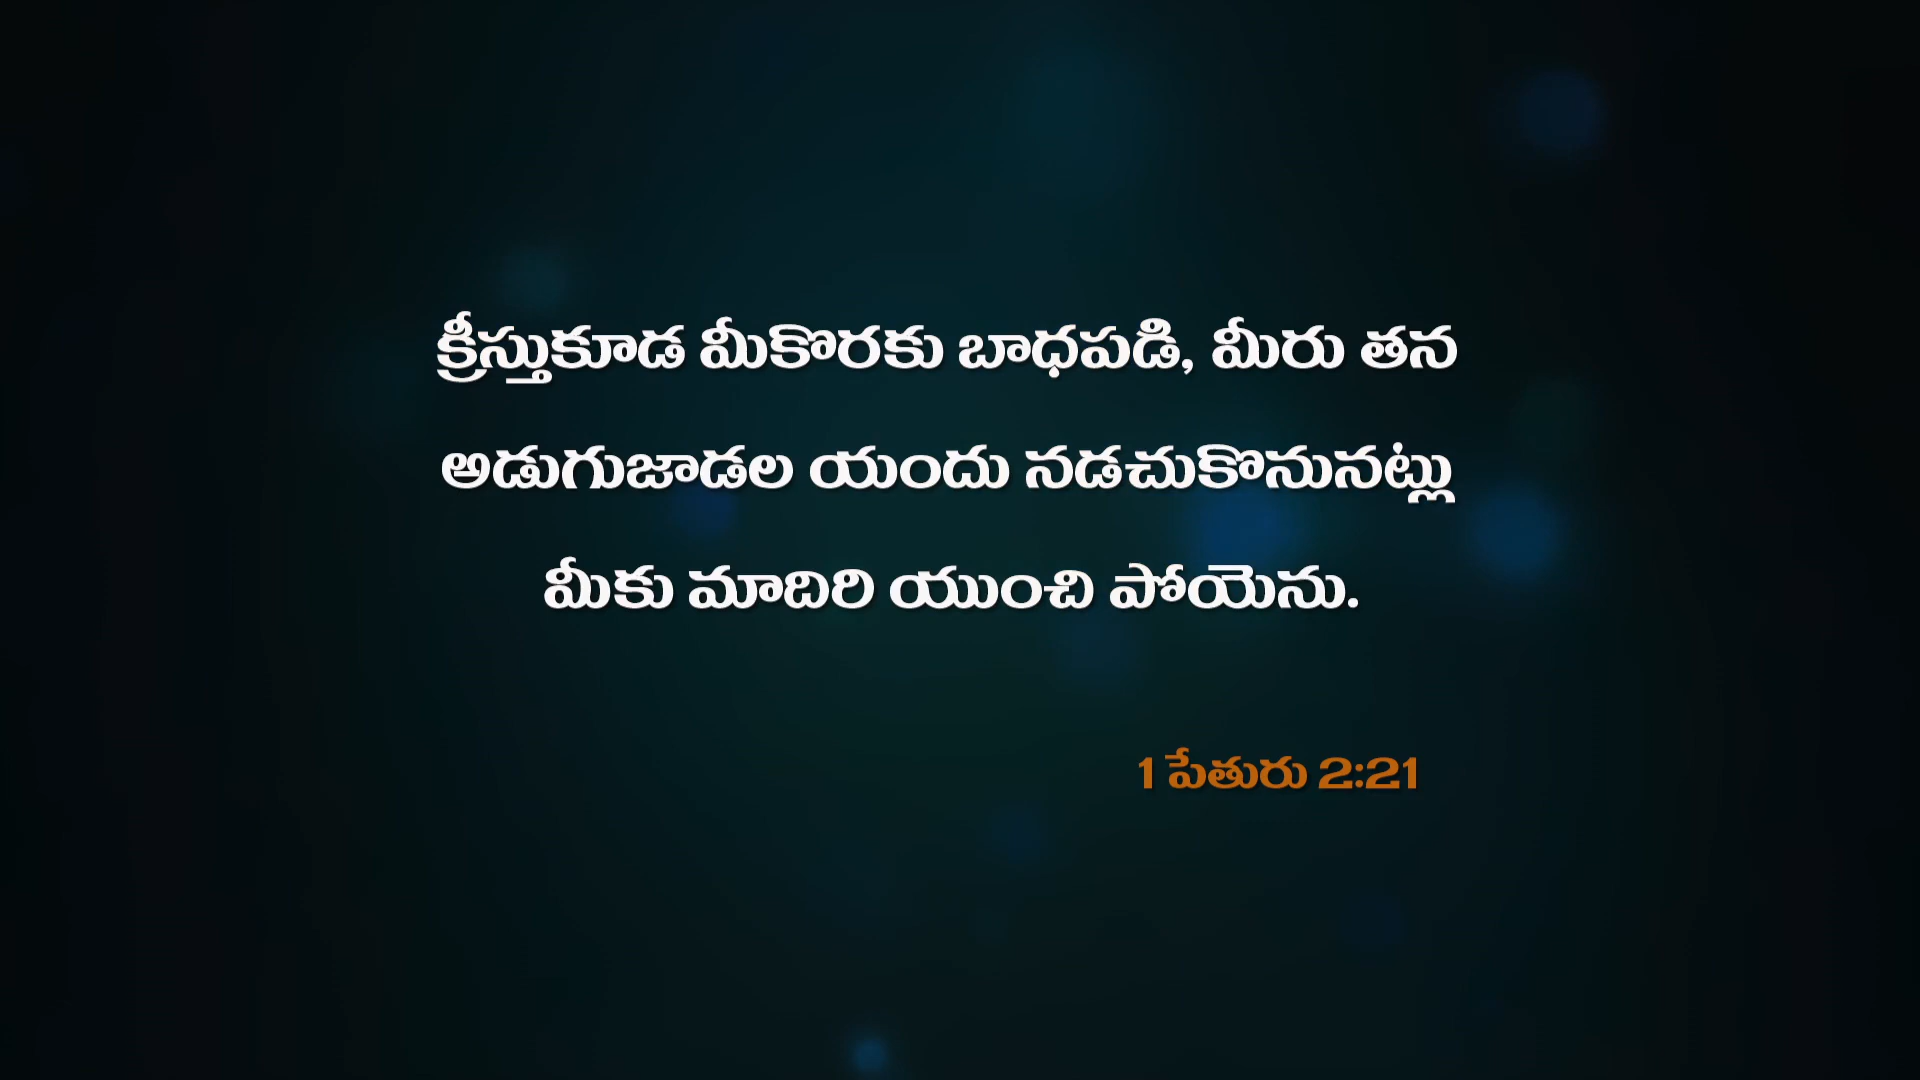 క్రీస్తుకూడ మీకొరకు బాధపడి, మీరు తన
అడుగుజాడల యందు నడచుకొనునట్లు
మీకు మాదిరి యుంచి పోయెను.
1 పేతురు 2:21